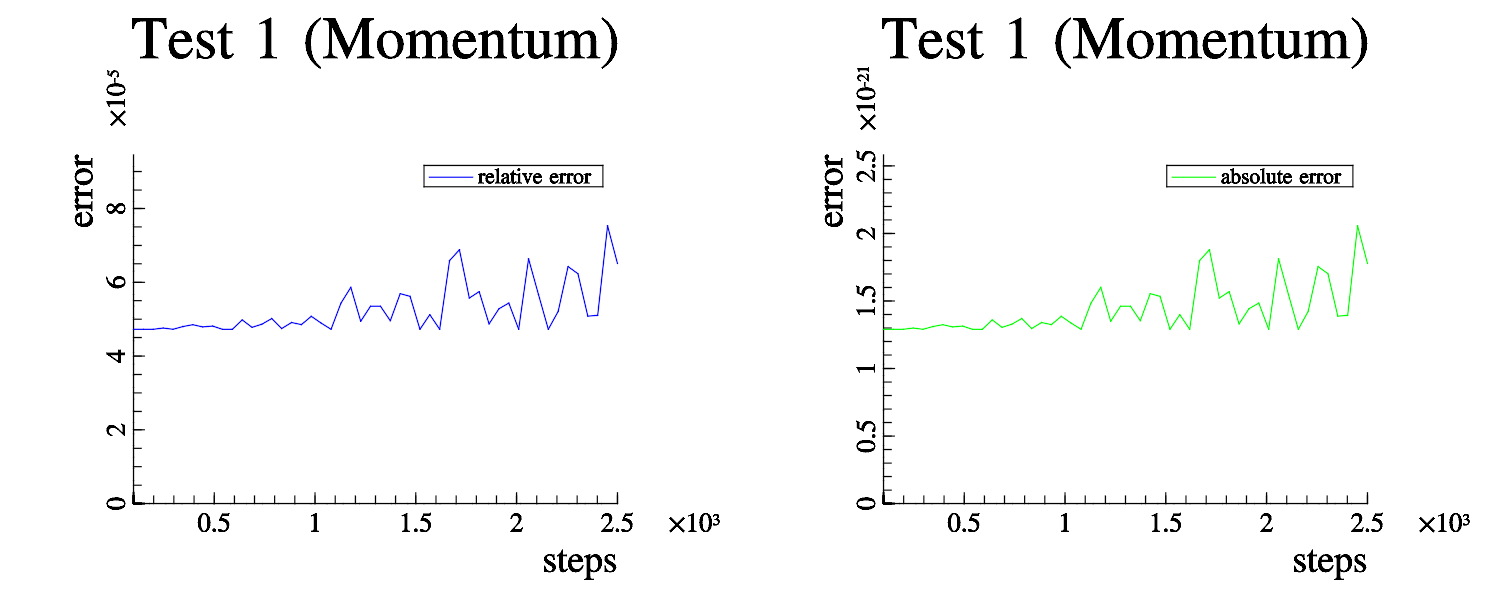 Test 1 (Momentum)
×10-5
error
relative error
8
6
4
2
0
0.5 1 1.5 2 2.5 ×10³
steps
Test 1 (Momentum)
×10-21
error
absolute error
2.5
2
1.5
1
0.5
0
0.5 1 1.5 2 2.5 ×10³
steps